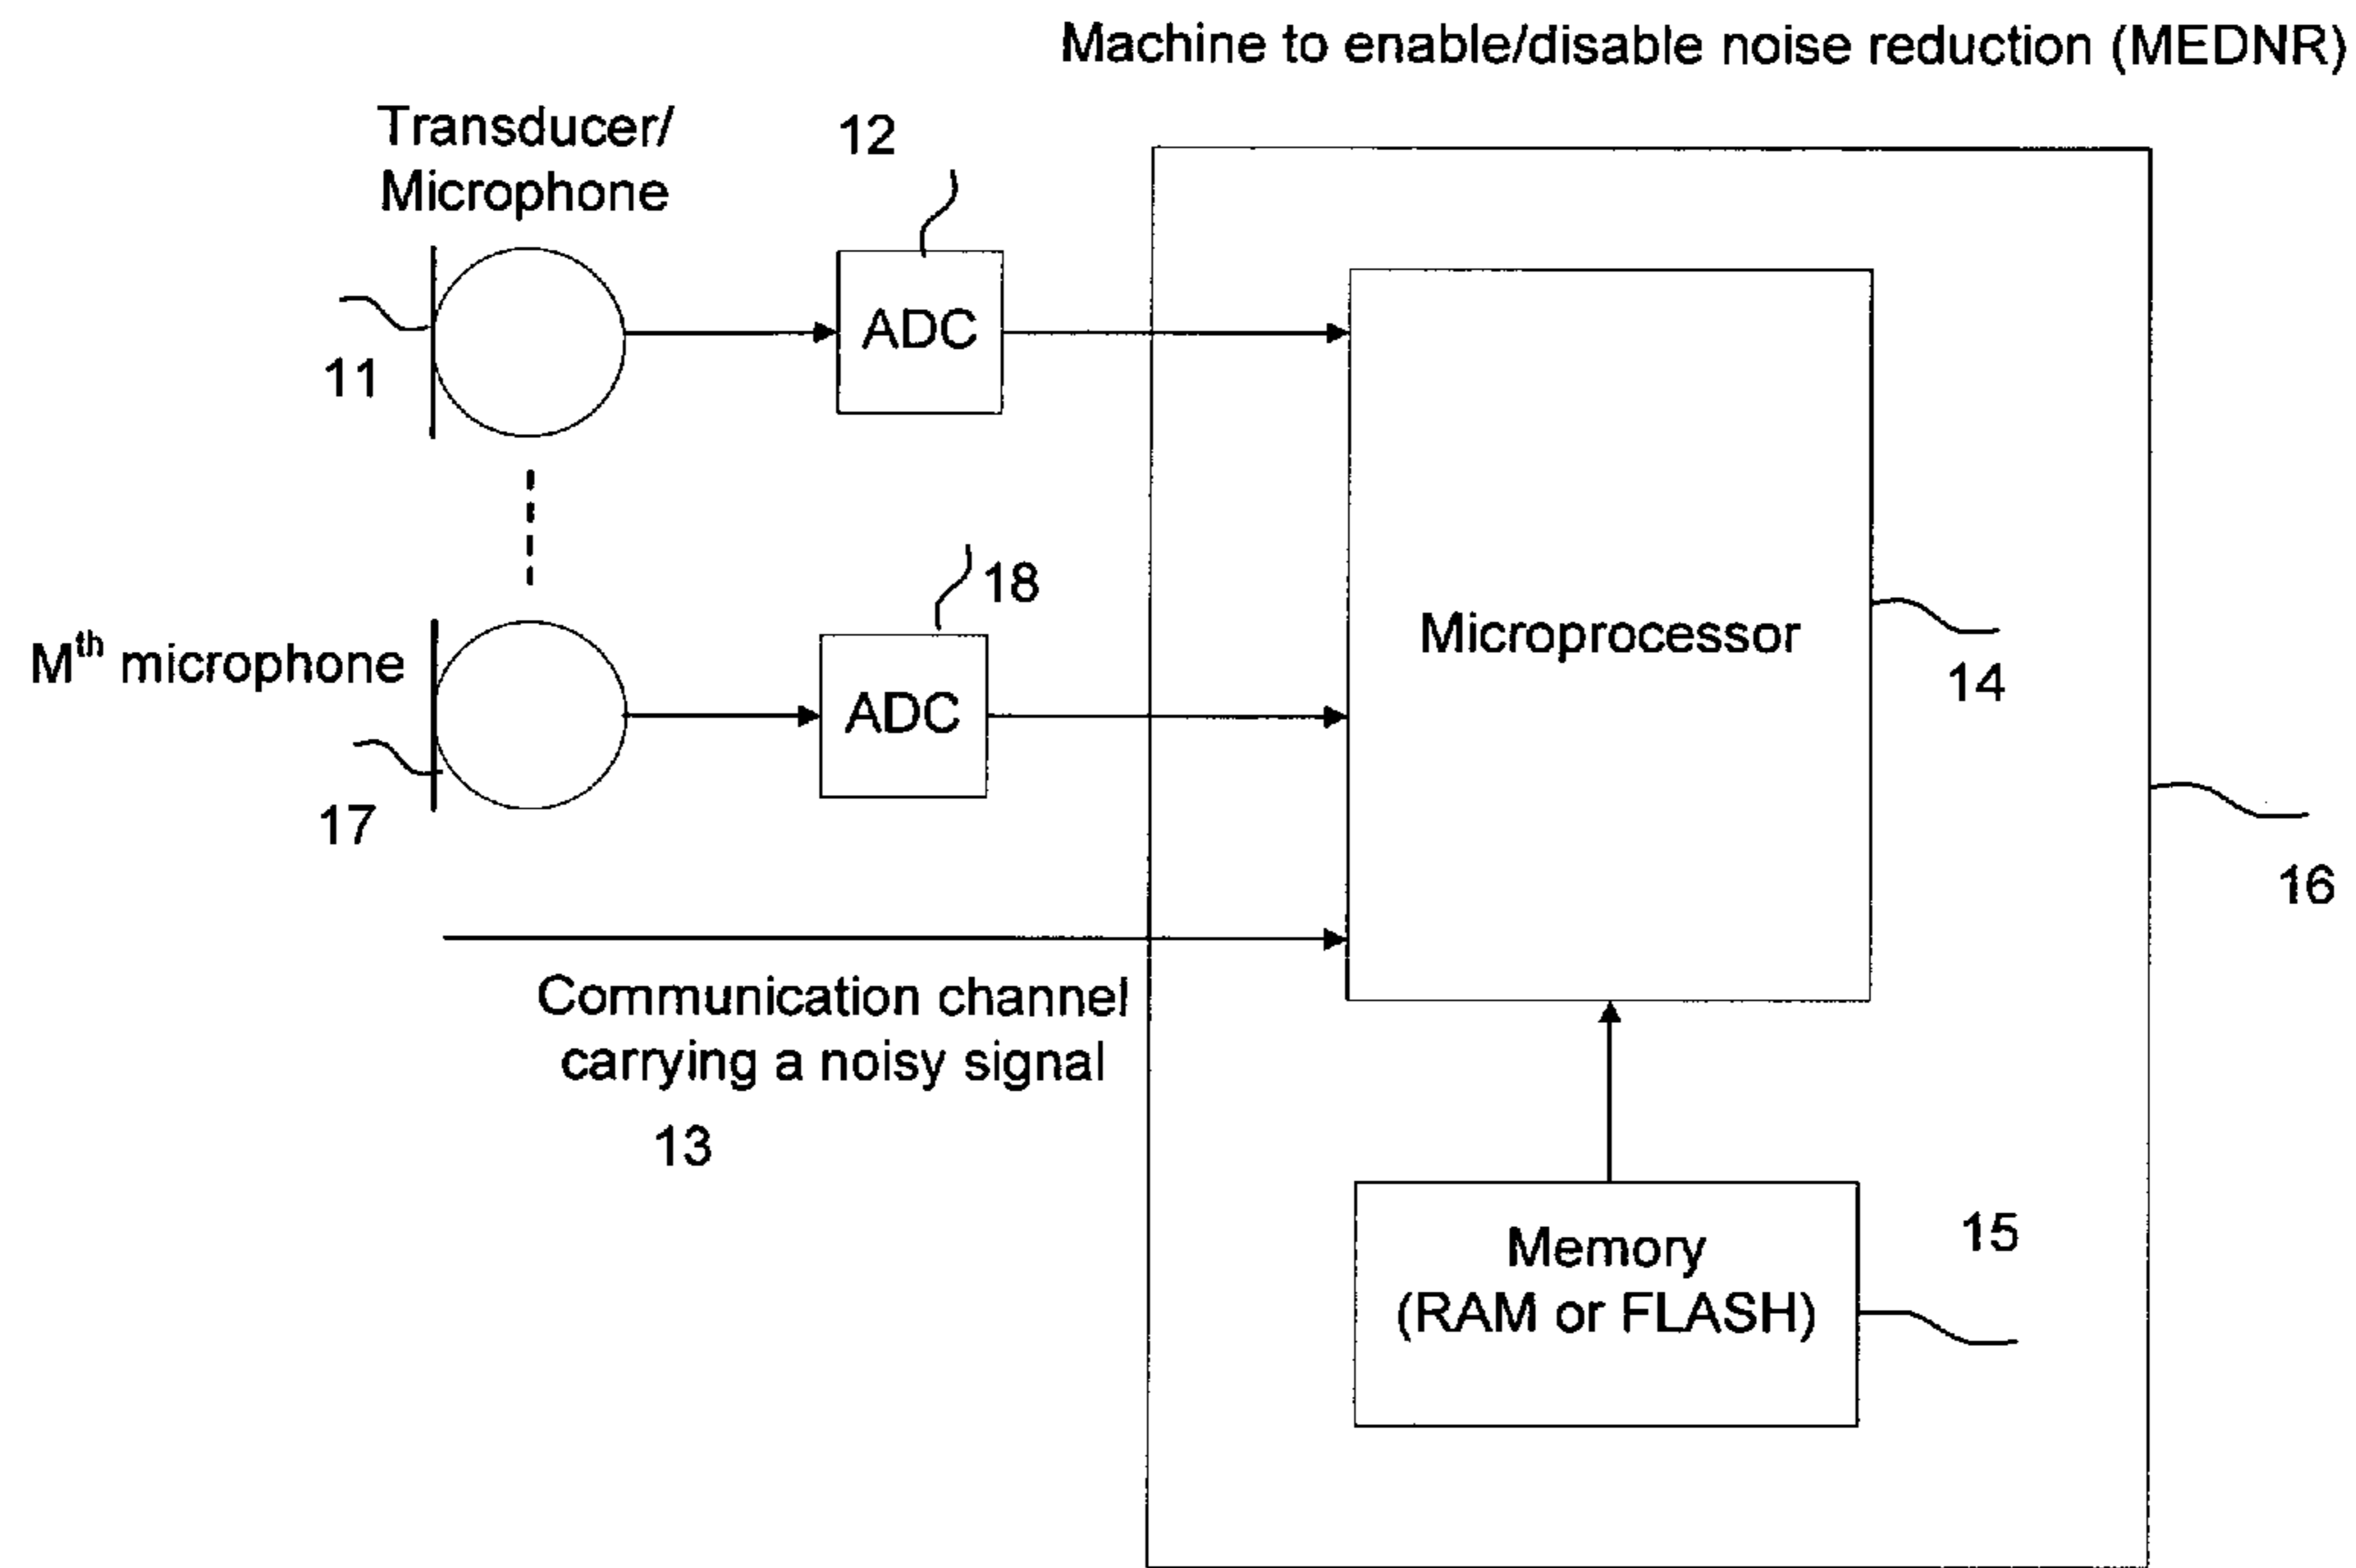 Machine to enable/disable noise reduction (MEDNR)
Transducer/
Microphone
12
ADC
11
18
Mth microphone
ADC
Microprocessor
14
17
16
Communication channel
carrying a noisy signal
13
15
Memory
(RAM or FLASH)